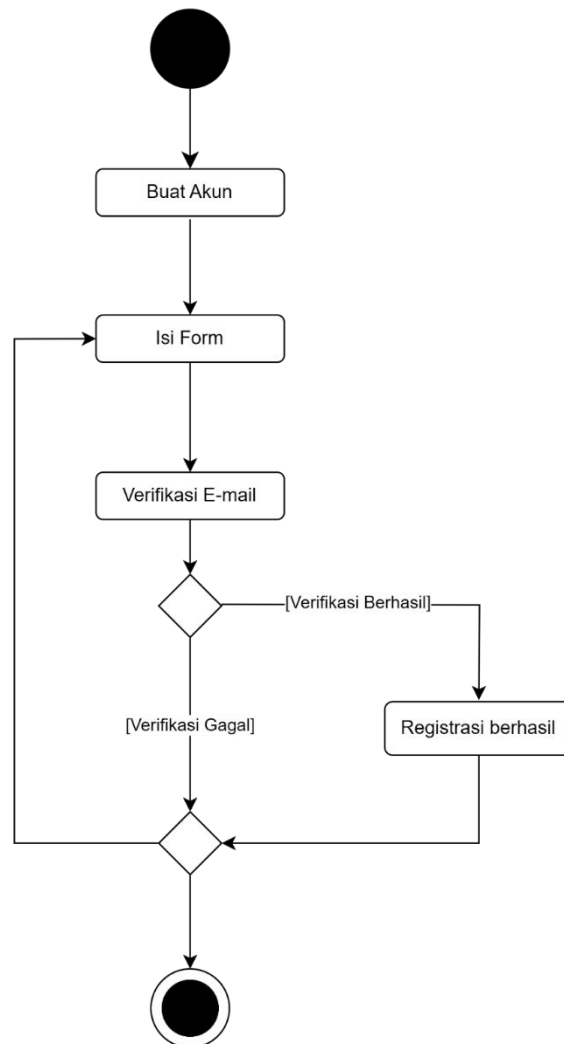 Buat Akun
Isi Form
Verifikasi E-mail
[Verifikasi Berhasil]
[Verifikasi Gagal]
Registrasi berhasil